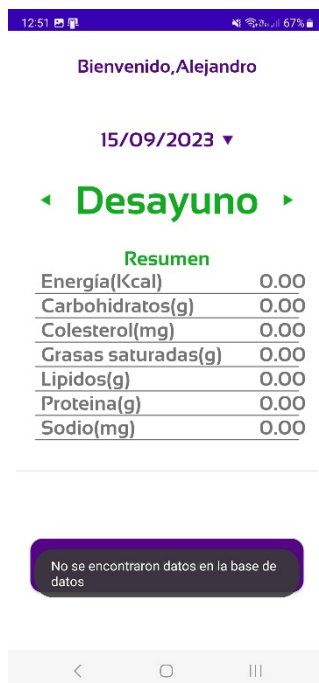 12:51 67%
Bienvenido,Alejandro
15/09/2023
Desayuno
Resumen
Energía(Kcal) 0.00
Carbohidratos(g) 0.00
Colesterol(mg) 0.00
Grasas saturadas(g) 0.00
Lipidos(g) 0.00
Proteina(g) 0.00
Sodio(mg) 0.00
No se encontraron datos en la base de
datos